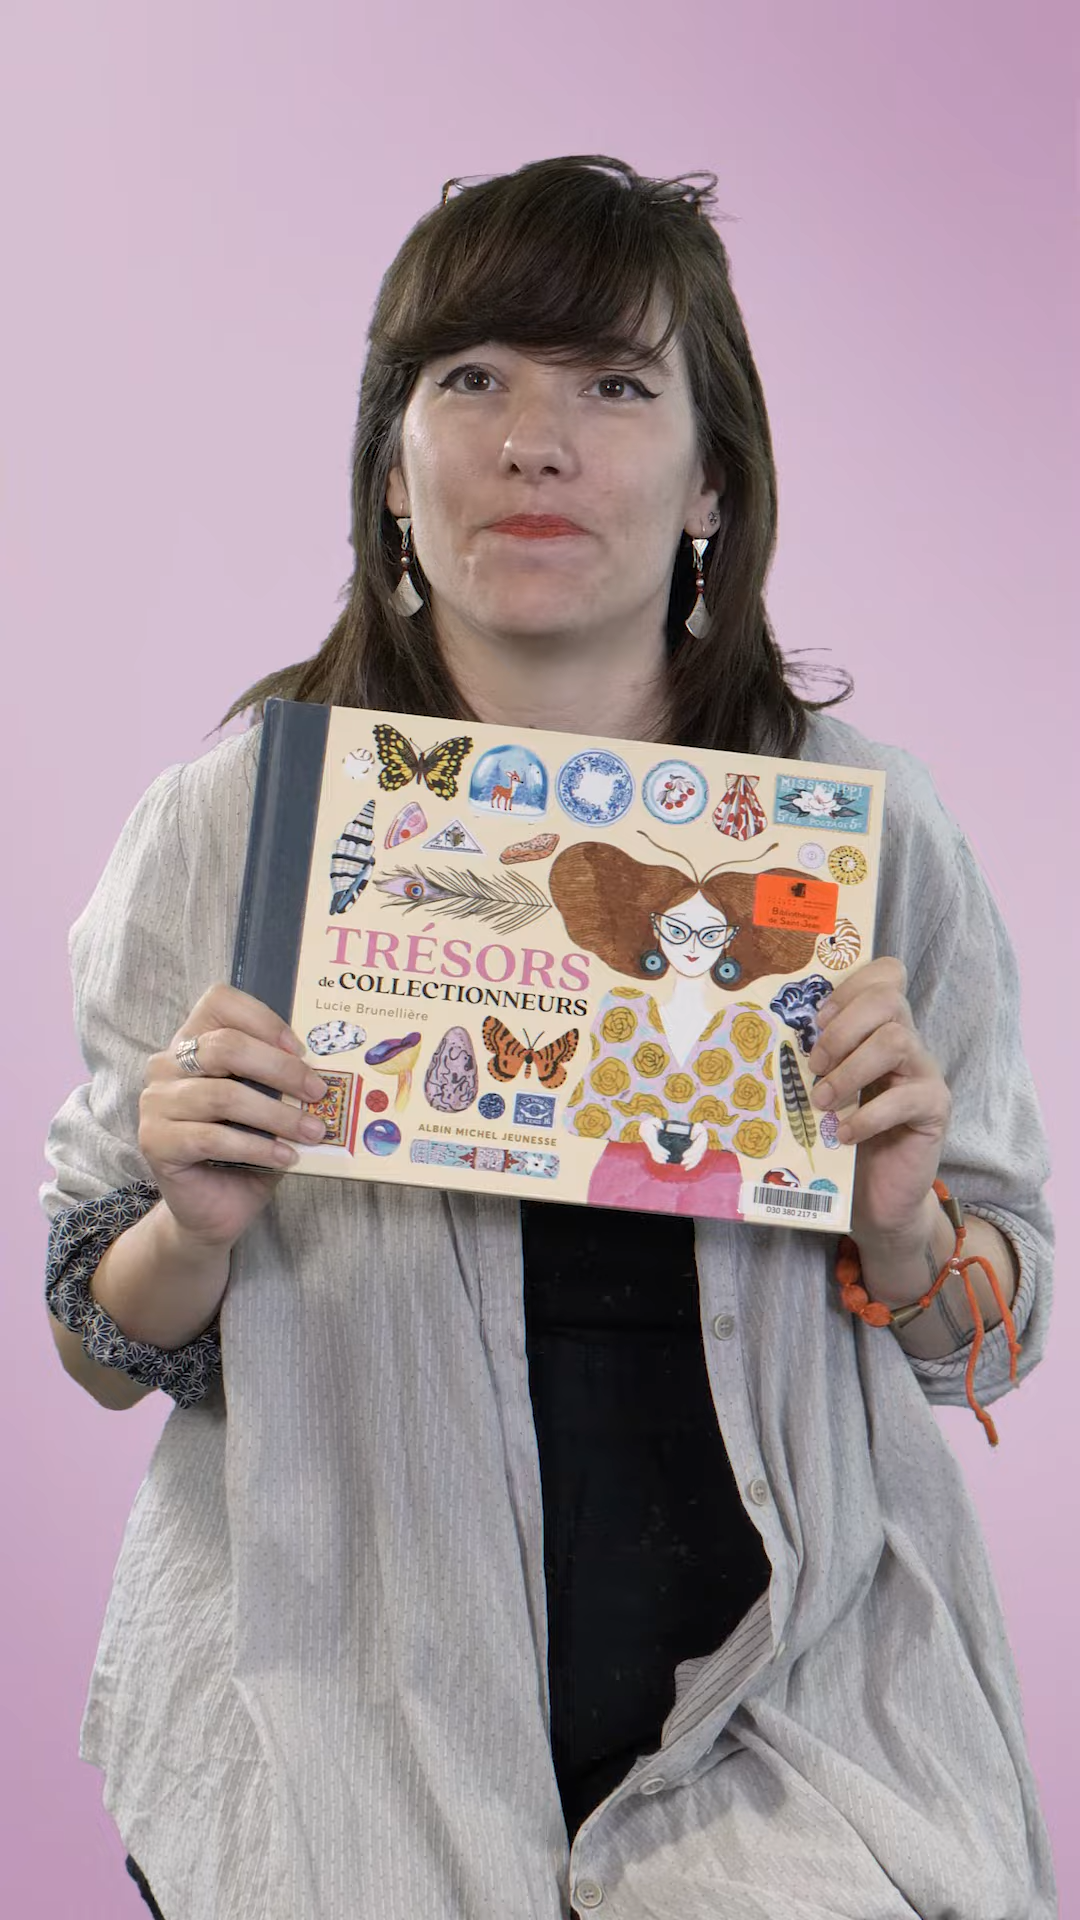 MISSISSIPPI
Bibliothèque
de Saint-Jean
TRÉSORS
de COLLECTIONNEURS
Lucie Brunellière
ALBIN MICHEL JEUNESSE
030 380 217 9